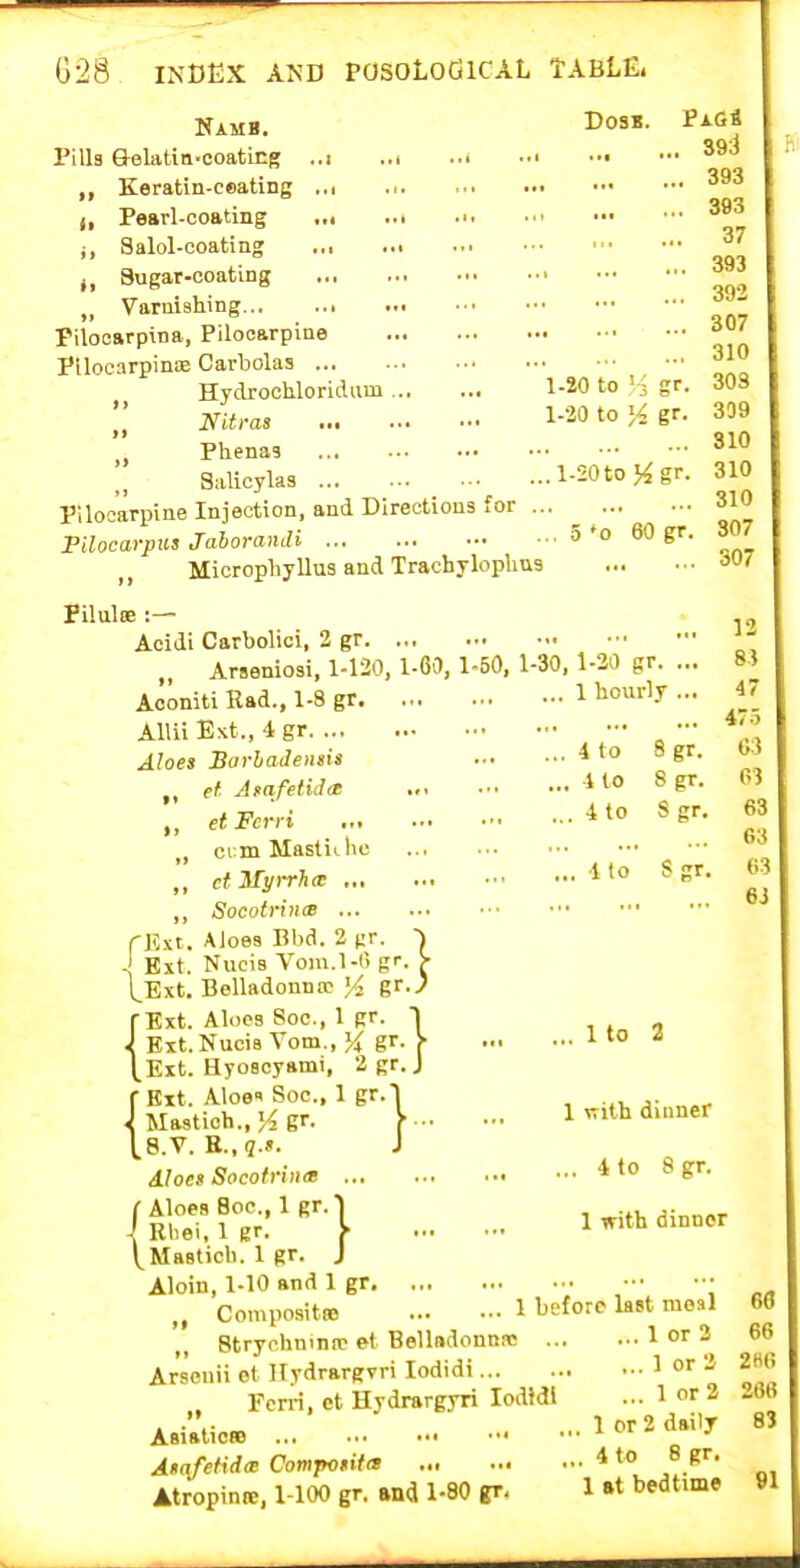 628 INDEX AND POSOLOGICAL TABLE.
NAME. DOSE. PAGE
Pills Gelatin-coating ... ... ... ... ... ... 393
,, Keratin-coating ... ... ... ... ... ... 393
,, Pearl-coating ... ... ... ... ... ... 393
,, Salol-coating ... ... ... ... ... ... 37
,, Sugar-coating ... ... ... ... ... ... 393
,, Varnishing... ... ... ... ... ... ... 392
Pilocarpina, Pilocarpine ... ... ... ... ... 307
Pilocarpinæ Carbolas ... ... ... ... ... ... 310
,, Hydrochloridum ... ... 1-20 to ⅓ gr. 308
,, Nitras ... ... ... 1-20 to ½ gr. 309
,, Phenas ... ... ... ... ... ... 310
,, Salicylas ... ... ... ... 1-20 to ½ gr. 310
Pilocarpine Injection, and Directions for ... ... ... 310
Pilocarpus Jaborandi ... ... ... ... 5 to 60 gr. 307
,, Microphyllus and Trachylophus ... ... 307
Pilulæ :—
Acidi Carbolici, 2 gr. ... ... ... ... ... 12
,, Arseniosi, 1-120, 1-60, 1-50, 1-30, 1-20 gr. ... 83
Aconiti Rad., 1-8 gr. ... ... ... 1 hourly ... 47
Allii Ext., 4 gr. ... ... ... ... ... ... 475
Aloes Barbadensis ... ... 4 to 8 gr. 63
,, et Asafetidæ ... ... ... 4 to 8 gr. 63
,, et Ferri ... ... ... ... 4 to 8 gr. 63
,, cum Mastiche ... ... ... ... ... 63
,, et Myrrhæ ... ... ... ... 4 to 8 gr. 63
,, Socotrinæ ... ... ... ... ... ... 63
{ Ext. Aloes Bbd. 2 gr. }
{ Ext. Nucis Vom. 1-6 gr. }
{ Ext. Belladonnæ ½ gr. }
{ Ext. Aloes Soc., 1 gr. }
{ Ext. Nucis Vom., ¼ gr. } ... ... 1 to 2
{ Ext. Hyoscyami, 2 gr. }
{ Ext. Aloes Soc., 1 gr. }
{ Mastich., ½ gr. } ... ... 1 with dinner
{ S.V. R., q.s. }
Aloes Socotrinæ ... ... ... ... 4 to 8 gr.
{ Aloes Soc., 1 gr. }
{ Rhei, 1 gr. } ... ... 1 with dinner
{ Mastich. 1 gr. }
Aloin, 1-10 and 1 gr. ... ... ... ... ...
,, Compositæ ... ... 1 before last meal 66
,, Strychninæ et Belladonnæ ... ... 1 or 2 66
Arsenii et Hydrargyri Iodidi ... ... ... 1 or 2 266
,, Ferri, et Hydrargyri Iodidi ... 1 or 2 266
Asiaticæ ... ... ... ... ... 1 or 2 daily 83
Asafetidæ Compositæ ... ... ... 4 to 8 gr.
Atropinæ, 1-100 gr. and 1-80 gr. 1 at bedtime 91